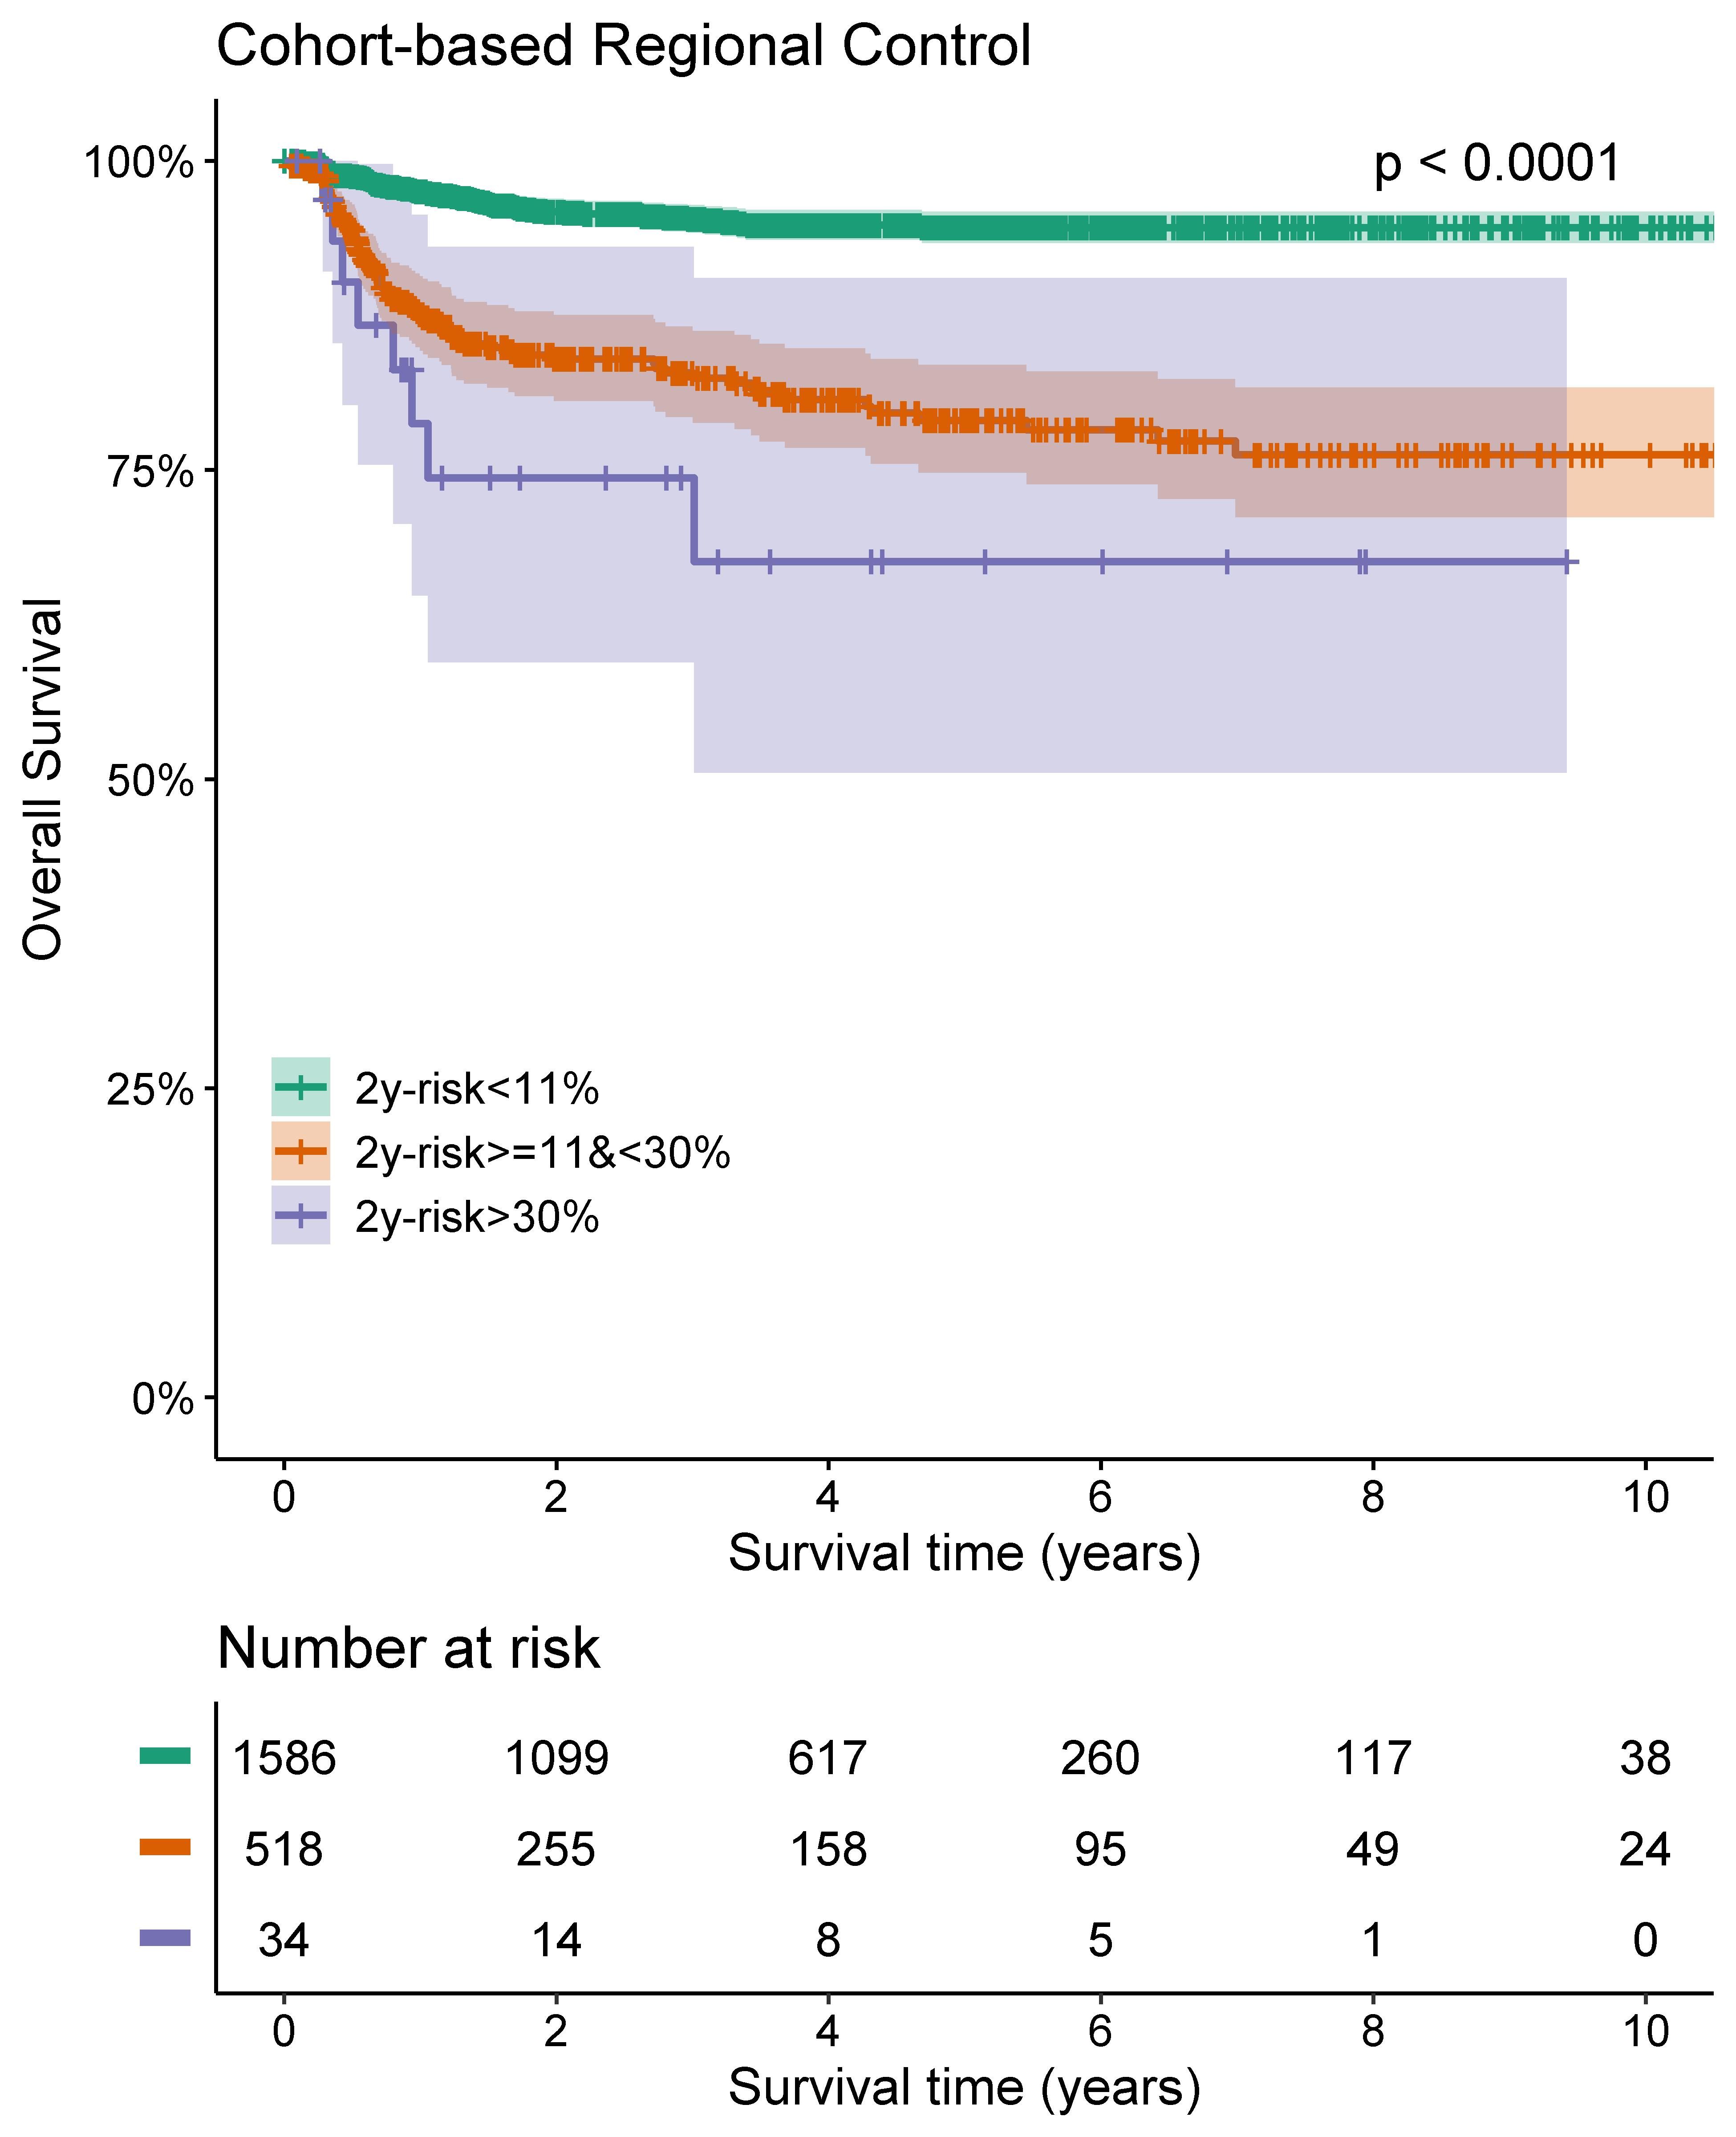 Cohort-based Regional Control
p < 0.0001
100%
75%
50%
25%
0%
Overall Survival
2y-risk<11%
2y-risk>=11&<30%
2y-risk>30%
0 2 4 6 8 10
Survival time (years)
Number at risk
1586 1099 617 260 117 38
518 255 158 95 49 24
34 14 8 5 1 0
0 2 4 6 8 10
Survival time (years)